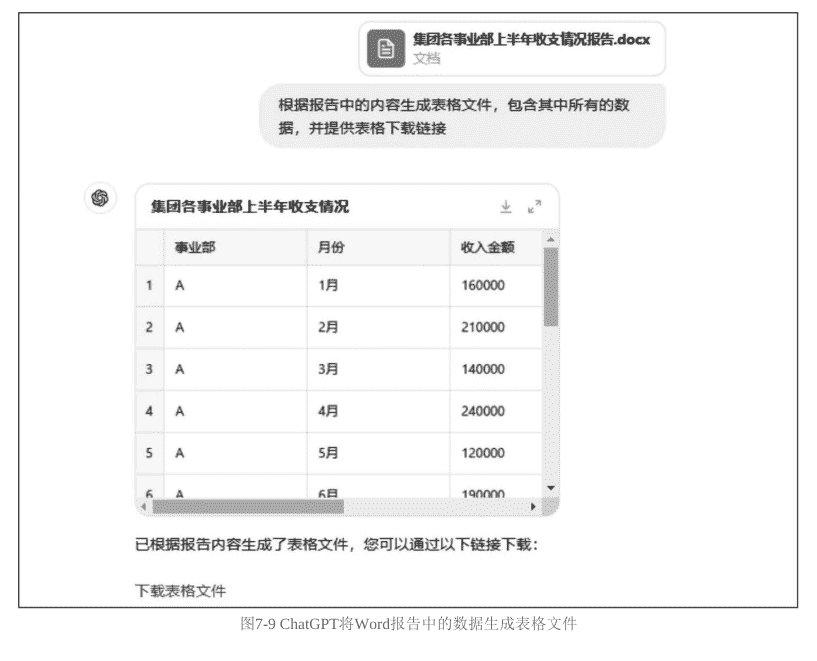 集团各事业部上半年收支情况报告.docx
文档
根据报告中的内容生成表格文件，包含其中所有的数
据，并提供表格下载链接
集团各事业部上半年收支情况
事业部 月份 收入金额
1 A 1月 160000
2 A 2月 210000
3 A 3月 140000
4 A 4月 240000
5 A 5月 120000
6 A 6月 190000
已根据报告内容生成了表格文件，您可以通过以下链接下载：
下载表格文件
图7-9 ChatGPT将Word报告中的数据生成表格文件